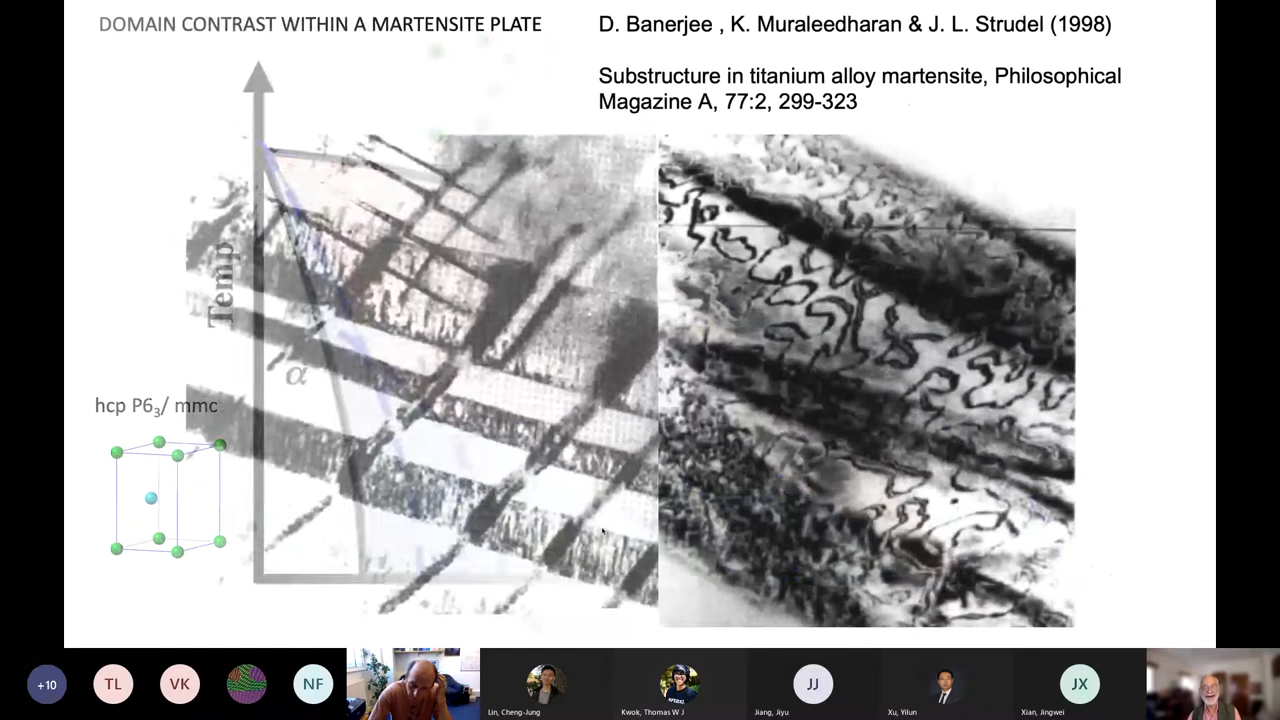 DOMAIN CONTRAST WITHIN A MARTENSITE PLATE
D. Banerjee , K. Muraleedharan & J. L. Strudel (1998)
Substructure in titanium alloy martensite, Philosophical
Magazine A, 77:2, 299-323
Temp
α
hcp P6₃/ mmc
+10
TL
VK
NF
JJ
JX
Lin, Cheng-Jung
Kwok, Thomas W J
Jiang, Jiyu
Xu, Yilun
Xian, Jingwei